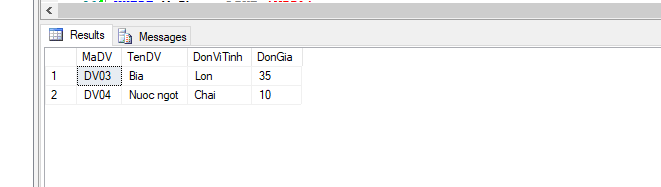 Results Messages
MaDV TenDV DonViTinh DonGia
1 DV03 Bia Lon 35
2 DV04 Nuoc ngot Chai 10